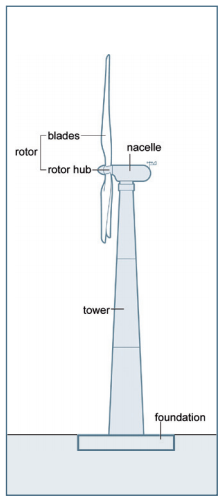 blades
nacelle
rotor
rotor hub
tower
foundation